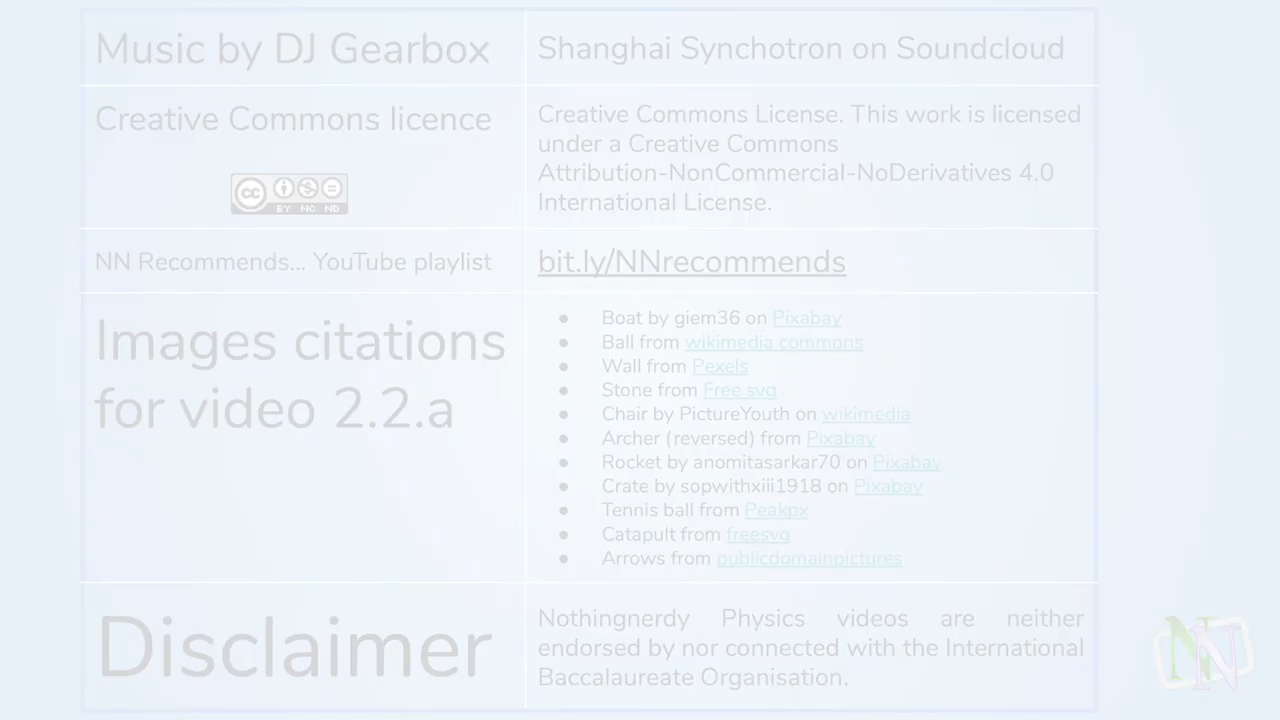 Music by DJ Gearbox
Shanghai Synchotron on Soundcloud
Creative Commons licence
cc
BY NC ND
Creative Commons License. This work is licensed
under a Creative Commons
Attribution-NonCommercial-NoDerivatives 4.0
International License.
NN Recommends... YouTube playlist
bit.ly/NNrecommends
Images citations
for video 2.2.a
● Boat by giem36 on Pixabay
● Ball from wikimedia commons
● Wall from Pexels
● Stone from Free svg
● Chair by PictureYouth on wikimedia
● Archer (reversed) from Pixabay
● Rocket by anomitasarkar70 on Pixabay
● Crate by sopwithxiii1918 on Pixabay
● Tennis ball from Peakpx
● Catapult from freesvg
● Arrows from publicdomainpictures
Disclaimer
Nothingnerdy Physics videos are neither
endorsed by nor connected with the International
Baccalaureate Organisation.
NN